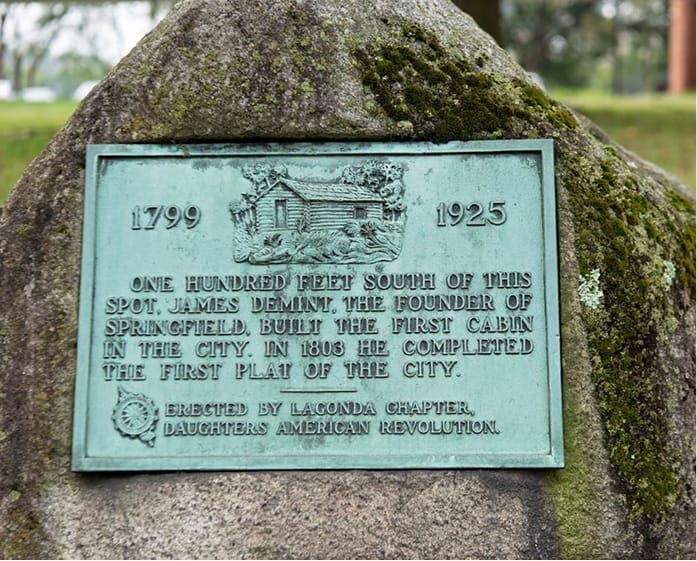 1799 1925
ONE HUNDRED FEET SOUTH OF THIS
SPOT, JAMES DEMINT, THE FOUNDER OF
SPRINGFIELD, BUILT THE FIRST CABIN
IN THE CITY. IN 1803 HE COMPLETED
THE FIRST PLAT OF THE CITY.
ERECTED BY LAGONDA CHAPTER,
DAUGHTERS AMERICAN REVOLUTION.